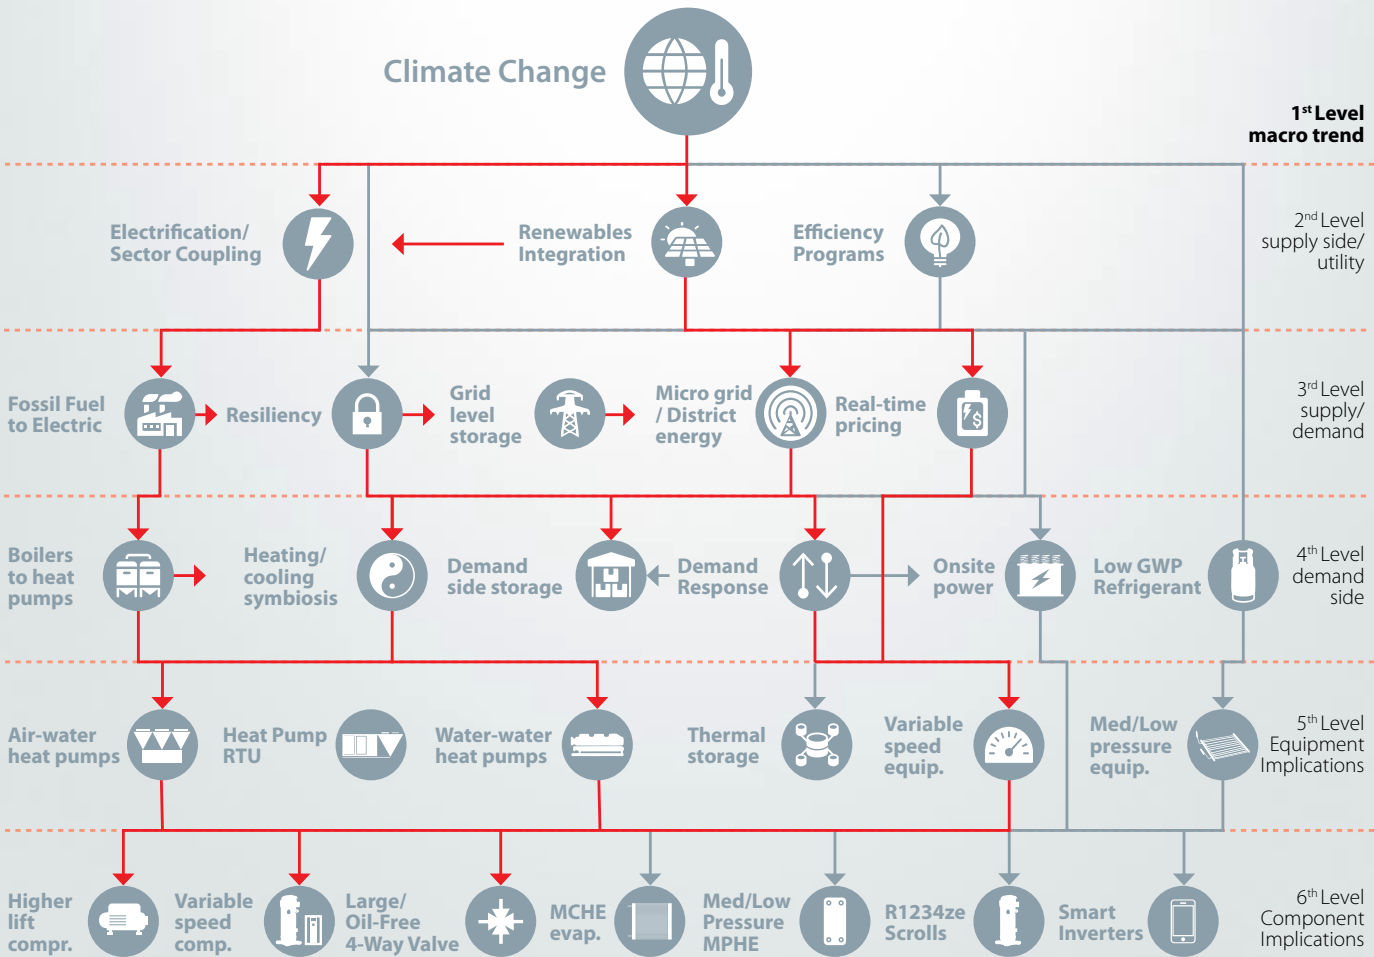 Climate Change
1st Level
macro trend
Electrification/
Sector Coupling
Renewables
Integration
Efficiency
Programs
2nd Level
supply side/
utility
Fossil Fuel
to Electric
Resiliency
Grid
level
storage
Micro grid
/ District
energy
Real-time
pricing
$
3rd Level
supply/
demand
Boilers
to heat
pumps
Heating/
cooling
symbiosis
Demand
side storage
Demand
Response
Onsite
power
Low GWP
Refrigerant
4th Level
demand
side
Air-water
heat pumps
Heat Pump
RTU
Water-water
heat pumps
Thermal
storage
Variable
speed
equip.
Med/Low
pressure
equip.
5th Level
Equipment
Implications
Higher
lift
compr.
Variable
speed
comp.
Large/
Oil-Free
4-Way Valve
MCHE
evap.
Med/Low
Pressure
MPHE
R1234ze
Scrolls
Smart
Inverters
6th Level
Component
Implications